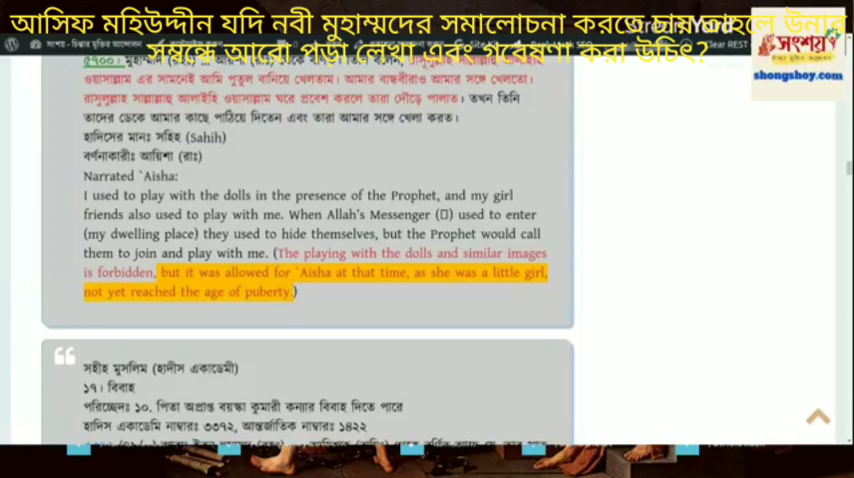 আসিফ মহিউদ্দীন যদি নবী মুহাম্মদের সমালোচনা করতে চায় তাহলে উনার
সম্বন্ধে আরো পড়া লেখা এবং গবেষণা করা উচিৎ?
সংশয় - চিন্তার মুক্তির আন্দোলন
সংশয়
shongshoy.com
৫৭০০।
ওয়াসাল্লাম এর সামনেই আমি পুতুল বানিয়ে খেলতাম। আমার বান্ধবীরাও আমার সঙ্গে খেলতো।
রাসুলুল্লাহ সাল্লাল্লাহু আলাইহি ওয়াসাল্লাম ঘরে প্রবেশ করলে তারা দৌড়ে পালাত। তখন তিনি
তাদের ডেকে আমার কাছে পাঠিয়ে দিতেন এবং তারা আমার সঙ্গে খেলা করত।
হাদিসের মানঃ সহিহ (Sahih)
বর্ণনাকারীঃ আয়িশা (রাঃ)
Narrated `Aisha:
I used to play with the dolls in the presence of the Prophet, and my girl
friends also used to play with me. When Allah's Messenger (▯) used to enter
(my dwelling place) they used to hide themselves, but the Prophet would call
them to join and play with me. (The playing with the dolls and similar images
is forbidden, but it was allowed for `Aisha at that time, as she was a little girl,
not yet reached the age of puberty.)
সহীহ মুসলিম (হাদীস একাডেমী)
১৭। বিবাহ
পরিচ্ছেদঃ ১০. পিতা অপ্রাপ্ত বয়স্কা কুমারী কন্যার বিবাহ দিতে পারে
হাদিস একাডেমি নাম্বারঃ ৩৩৭২, আন্তর্জাতিক নাম্বারঃ ১৪২২